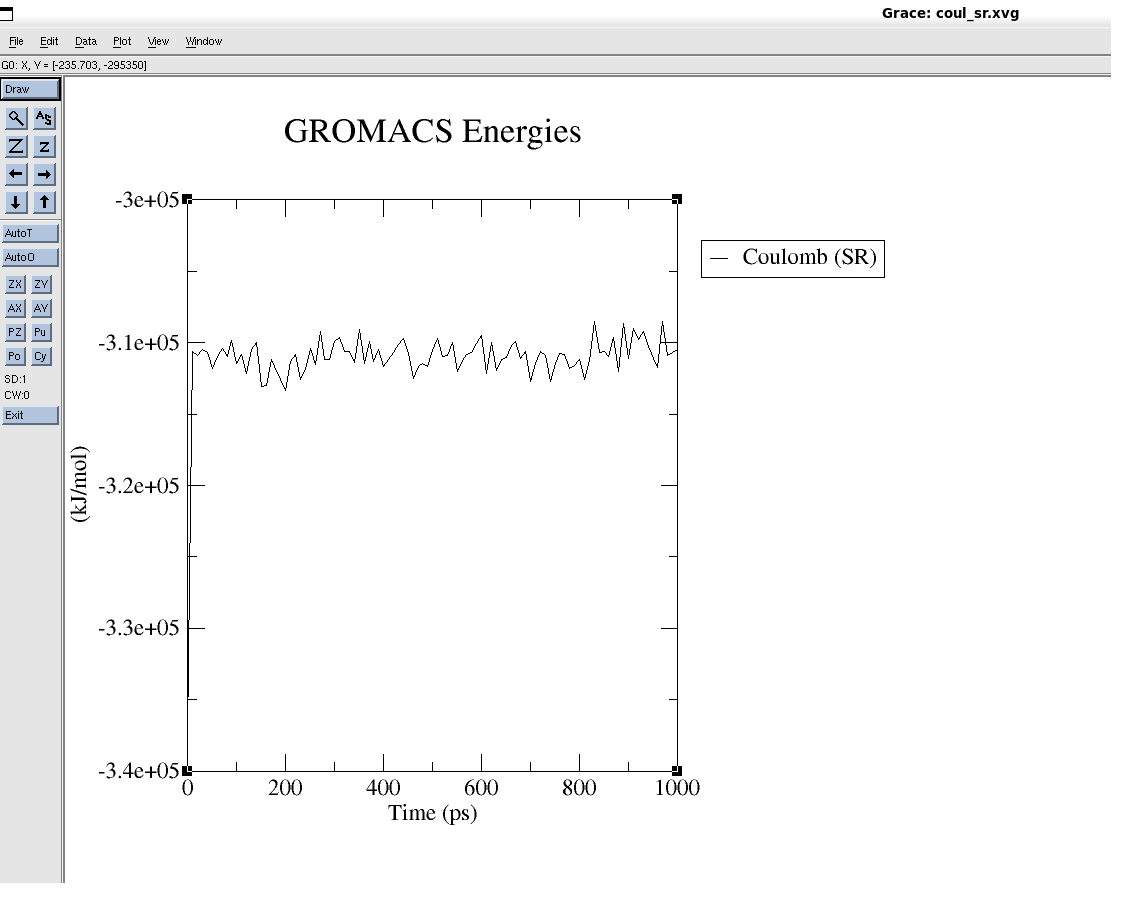 Grace: coul_sr.xvg
File Edit Data Plot View Window
G0: X, Y = [-235.703, -295350]
Draw
A S
Z z
AutoT
AutoO
ZX ZY
AX AY
PZ Pu
Po Cy
SD:1
CW:0
Exit
GROMACS Energies
-3e+05
-3.1e+05
-3.2e+05
-3.3e+05
-3.4e+05
(kJ/mol)
0 200 400 600 800 1000
Time (ps)
Coulomb (SR)